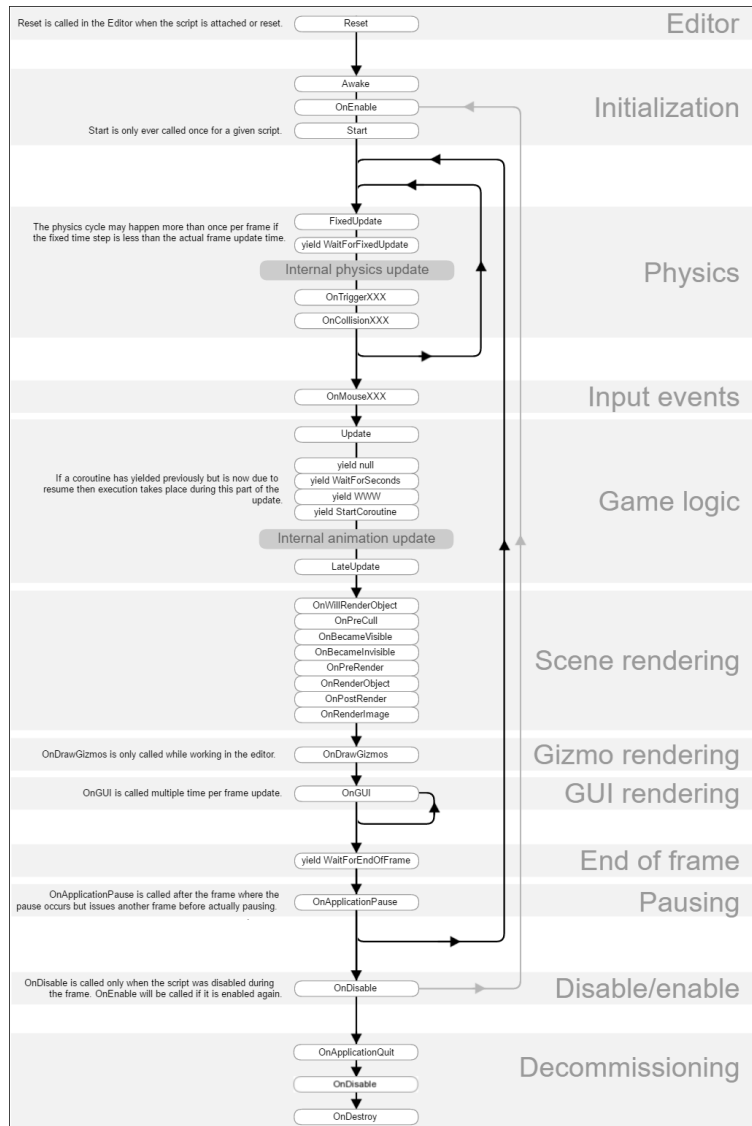 Reset is called in the Editor when the script is attached or reset.
Reset
Editor
Awake
OnEnable
Initialization
Start is only ever called once for a given script.
Start
The physics cycle may happen more than once per frame if
the fixed time step is less than the actual frame update time.
FixedUpdate
yield WaitForFixedUpdate
Internal physics update
Physics
OnTriggerXXX
OnCollisionXXX
OnMouseXXX
Input events
Update
If a coroutine has yielded previously but is now due to
resume then execution takes place during this part of the
update.
yield null
yield WaitForSeconds
yield WWW
yield StartCoroutine
Game logic
Internal animation update
LateUpdate
OnWillRenderObject
OnPreCull
OnBecameVisible
OnBecameInvisible
OnPreRender
OnRenderObject
OnPostRender
OnRenderImage
Scene rendering
OnDrawGizmos is only called while working in the editor.
OnDrawGizmos
Gizmo rendering
OnGUI is called multiple time per frame update.
OnGUI
GUI rendering
yield WaitForEndOfFrame
End of frame
OnApplicationPause is called after the frame where the
pause occurs but issues another frame before actually pausing.
OnApplicationPause
Pausing
OnDisable is called only when the script was disabled during
the frame. OnEnable will be called if it is enabled again.
OnDisable
Disable/enable
OnApplicationQuit
Decommissioning
OnDisable
OnDestroy